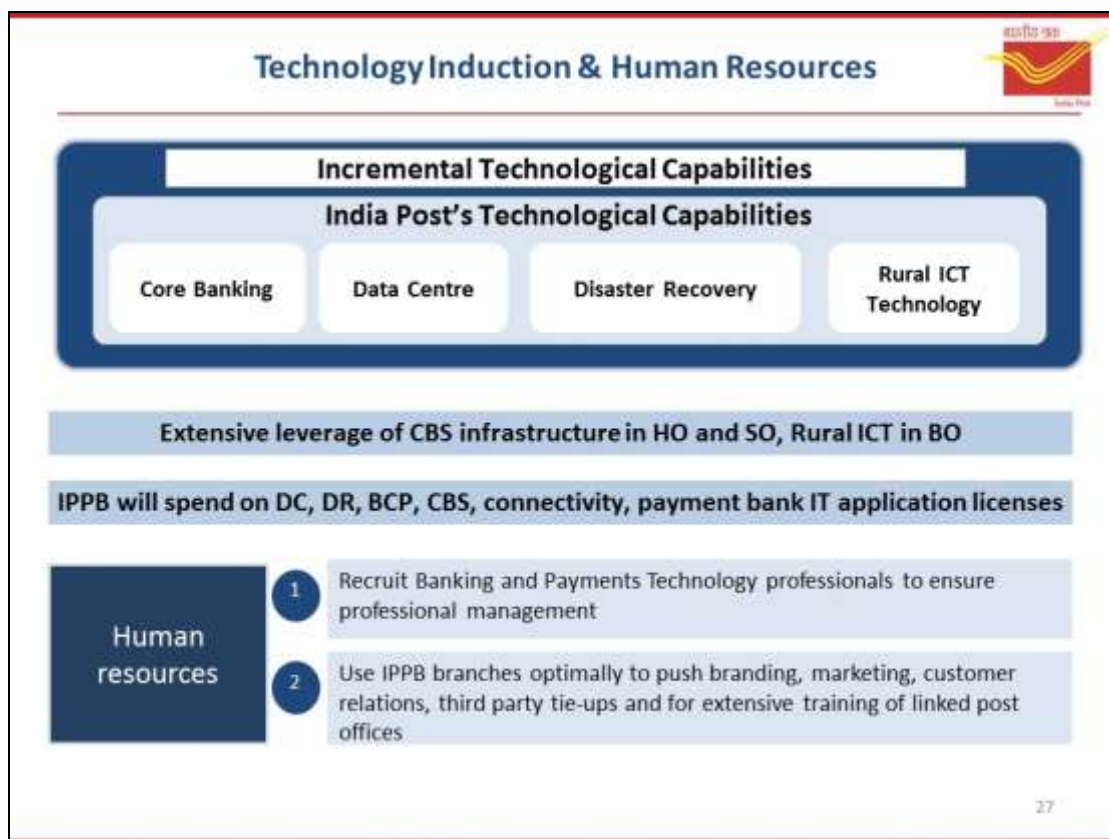 भारतीय डाक
Technology Induction & Human Resources
India Post
Incremental Technological Capabilities
India Post's Technological Capabilities
Core Banking
Data Centre
Disaster Recovery
Rural ICT
Technology
Extensive leverage of CBS infrastructure in HO and SO, Rural ICT in BO
IPPB will spend on DC, DR, BCP, CBS, connectivity, payment bank IT application licenses
Human
resources
1
Recruit Banking and Payments Technology professionals to ensure
professional management
2
Use IPPB branches optimally to push branding, marketing, customer
relations, third party tie-ups and for extensive training of linked post
offices
27